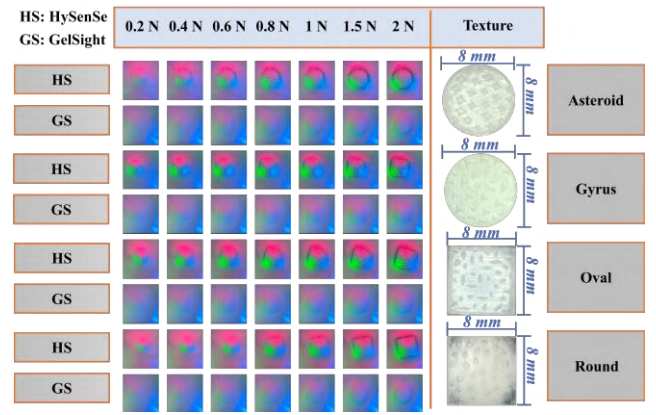 HS: HySenSe
GS: GelSight
0.2 N 0.4 N 0.6 N 0.8 N 1 N 1.5 N 2 N Texture
HS
8 mm
8 mm
Asteroid
GS
HS
8 mm
8 mm
Gyrus
GS
HS
8 mm
8 mm
Oval
GS
HS
8 mm
8 mm
Round
GS